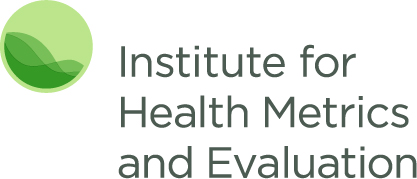 Institute for
Health Metrics
and Evaluation